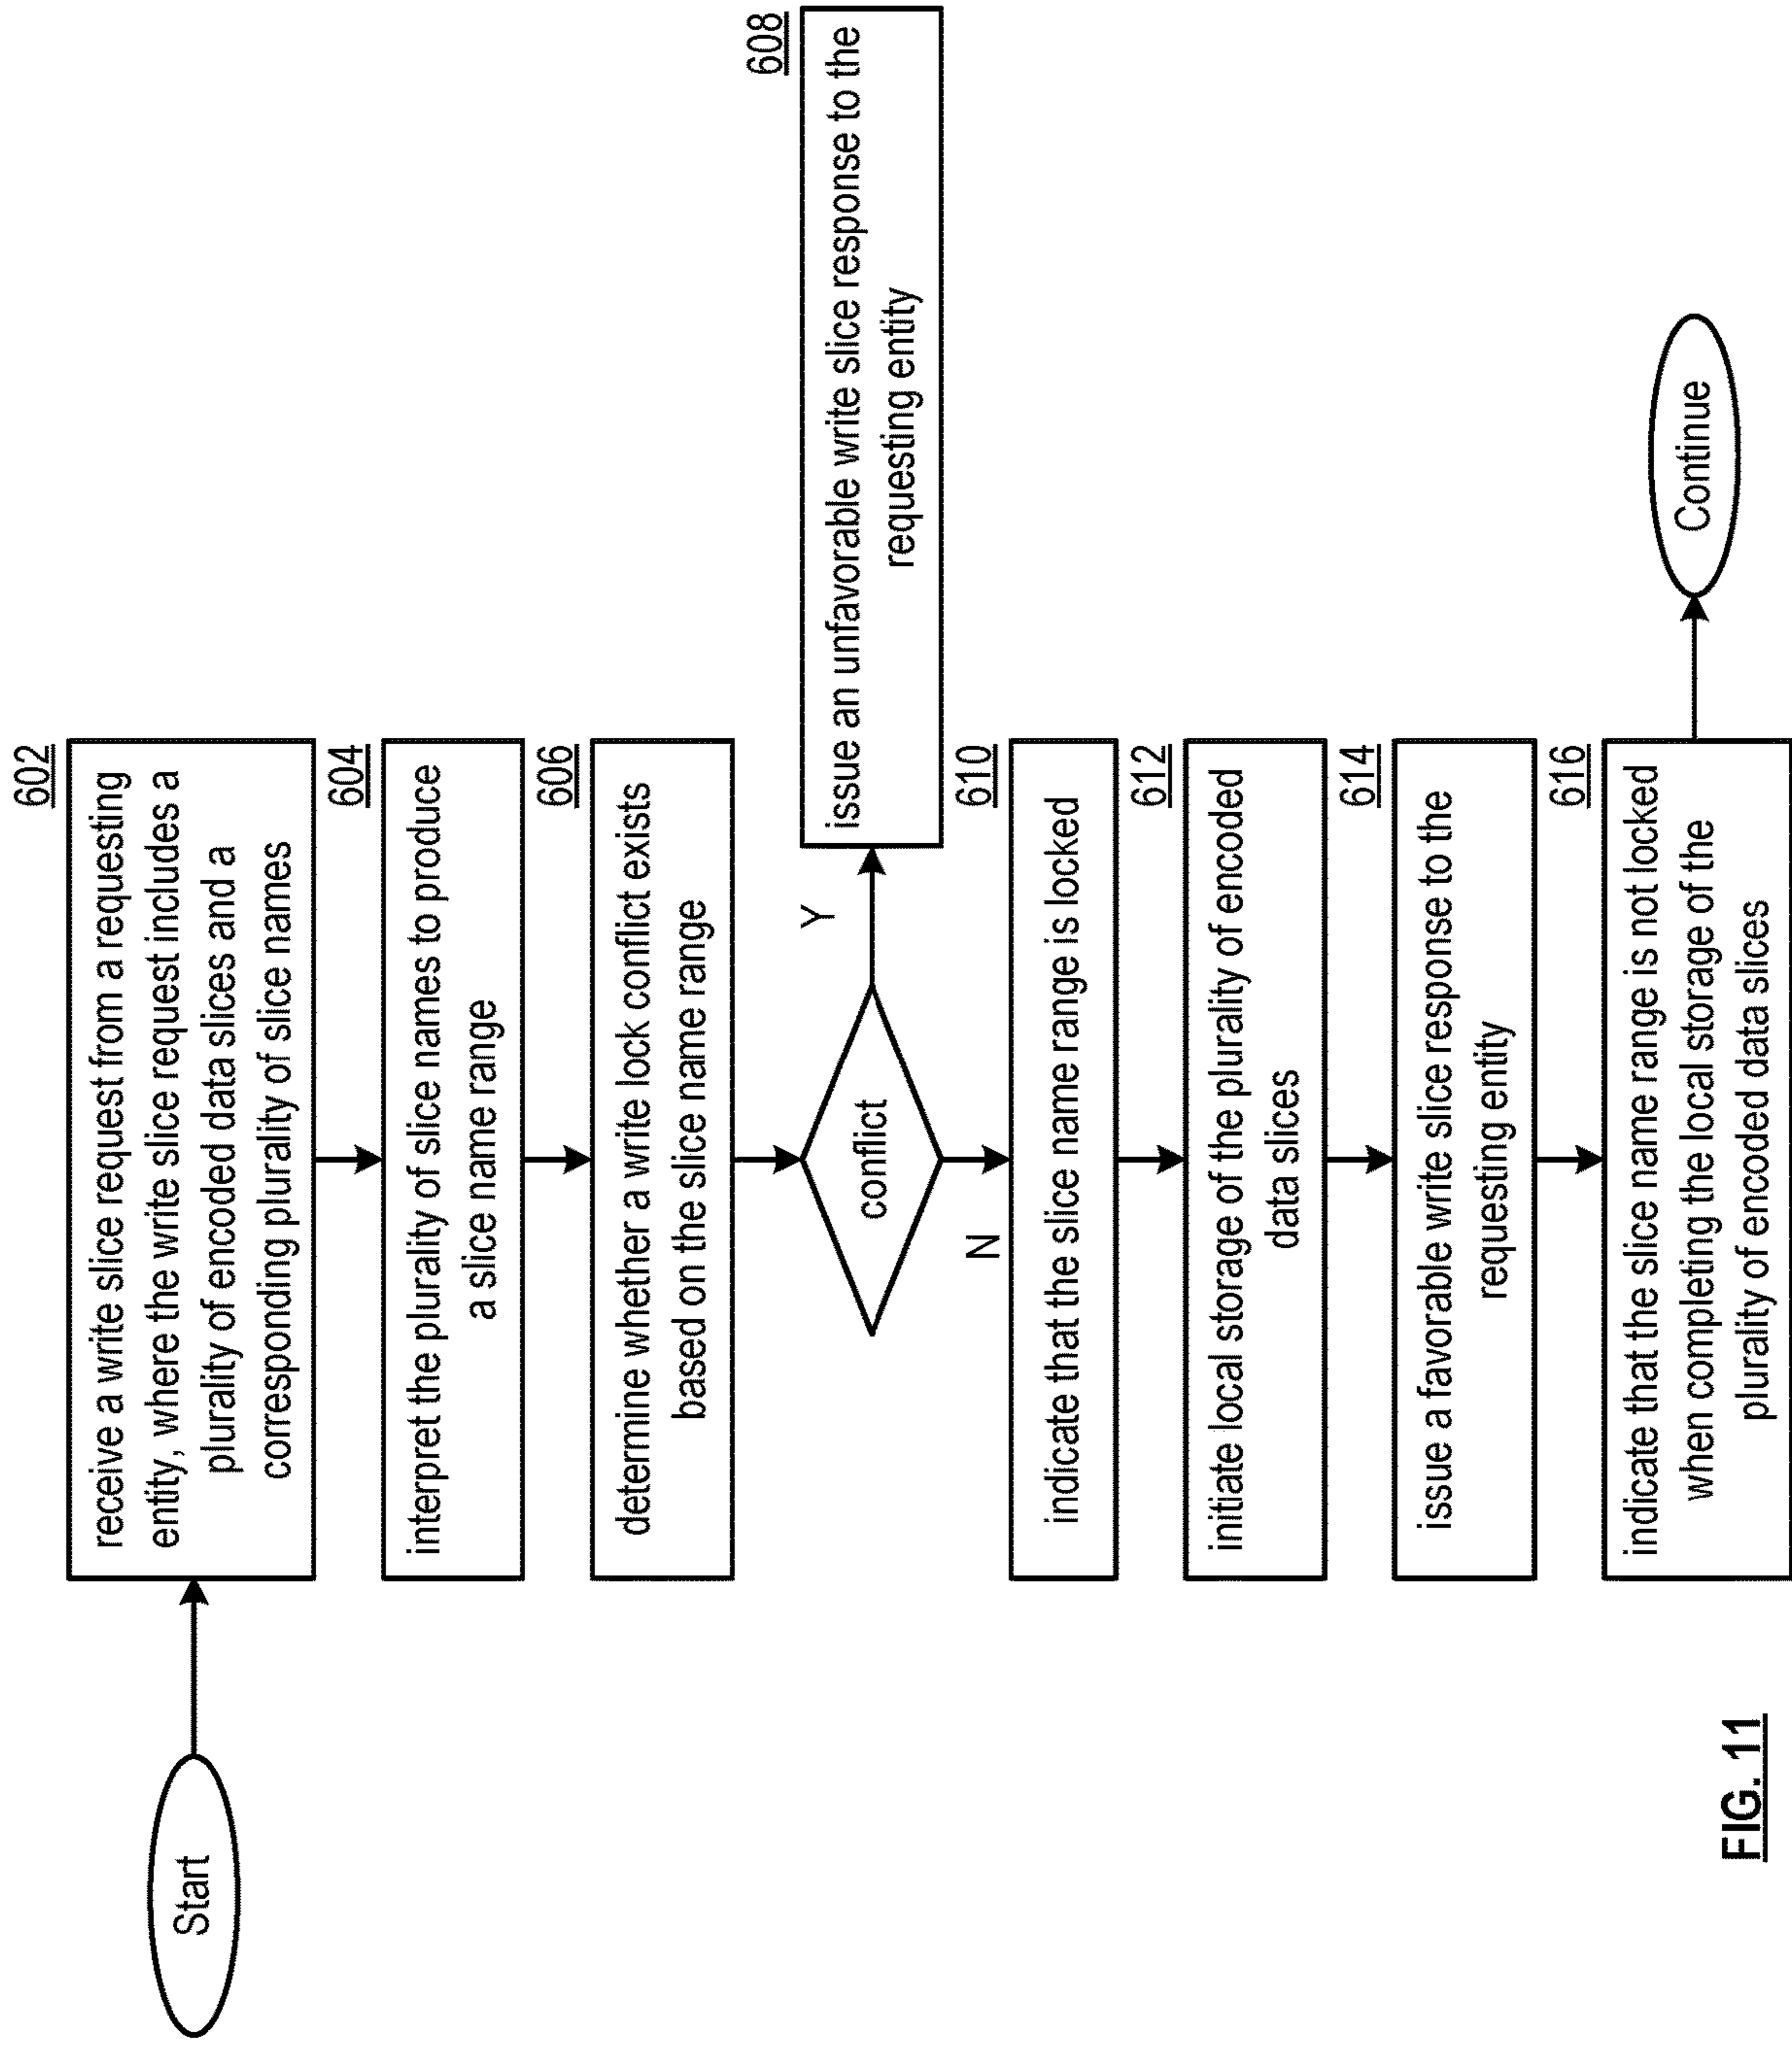 Start
602
receive a write slice request from a requesting
entity, where the write slice request includes a
plurality of encoded data slices and a
corresponding plurality of slice names
604
interpret the plurality of slice names to produce
a slice name range
606
determine whether a write lock conflict exists
based on the slice name range
conflict
Y
608
issue an unfavorable write slice response to the
requesting entity
N
610
indicate that the slice name range is locked
612
initiate local storage of the plurality of encoded
data slices
614
issue a favorable write slice response to the
requesting entity
616
indicate that the slice name range is not locked
when completing the local storage of the
plurality of encoded data slices
Continue
FIG. 11